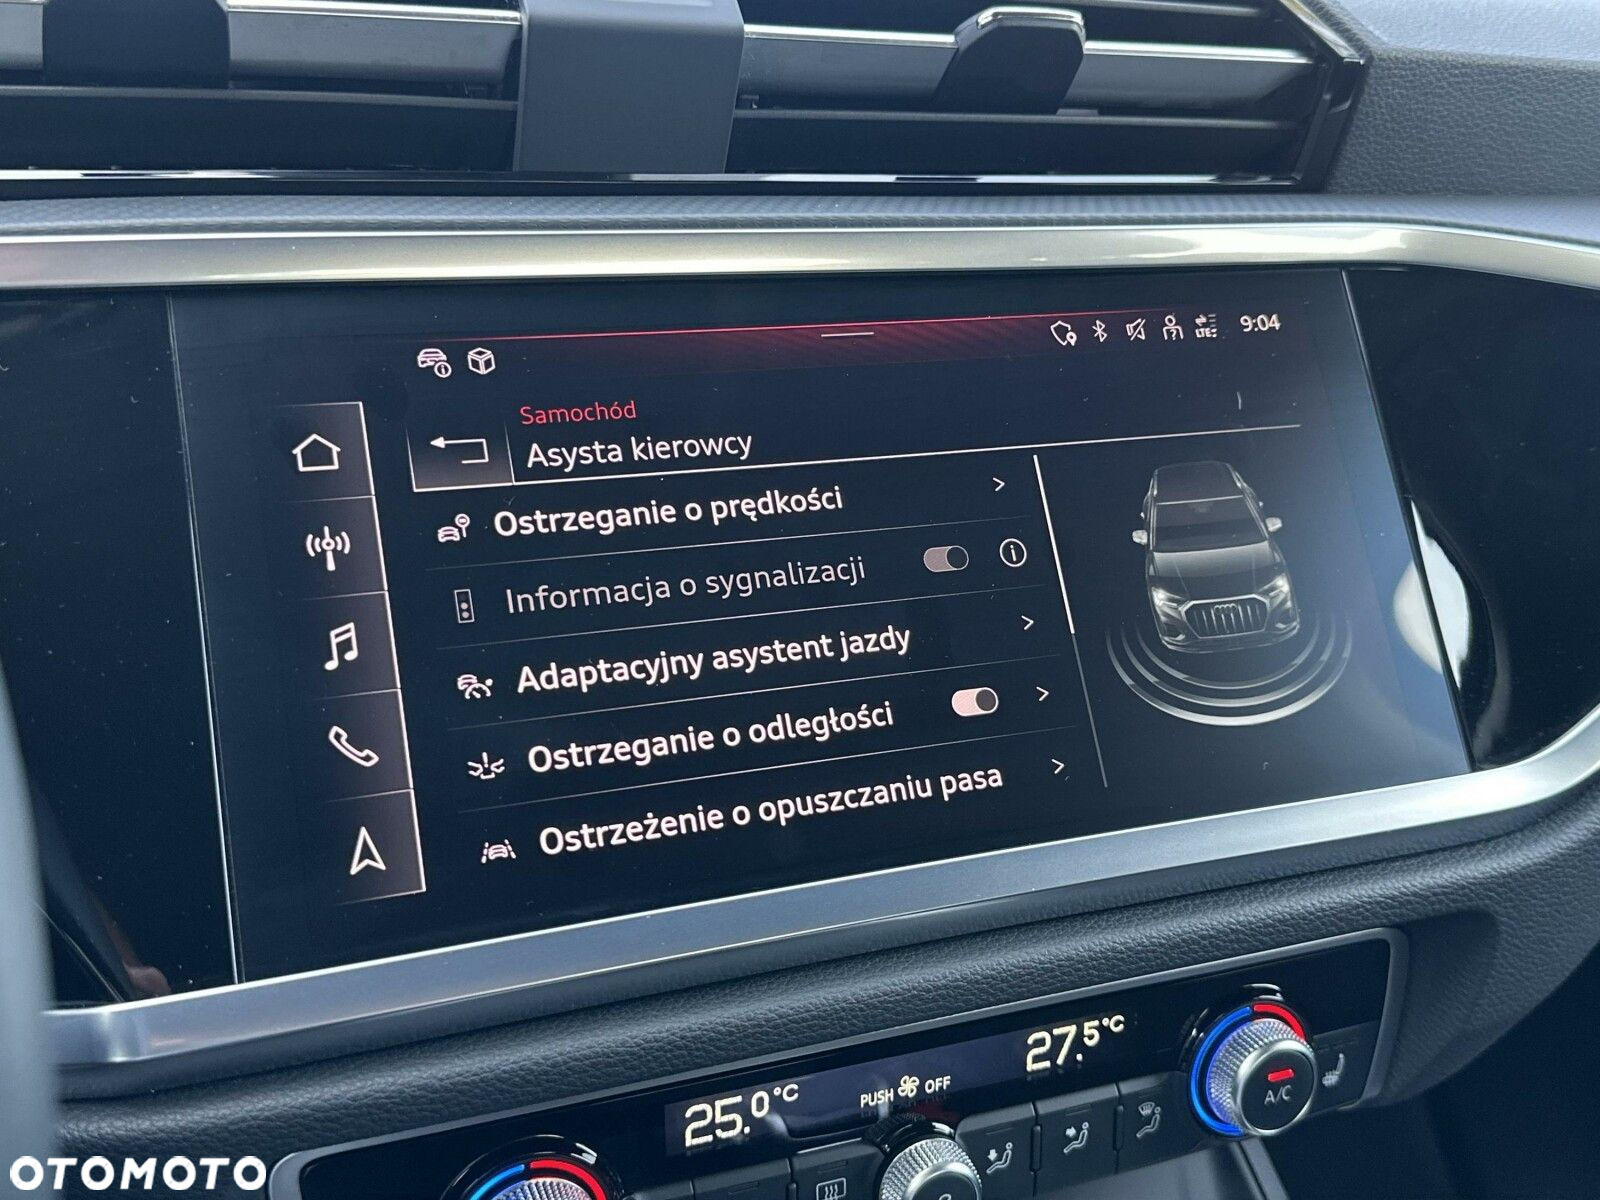 LTE
9:04
Samochód
Asysta kierowcy
Ostrzeganie o prędkości
Informacja o sygnalizacji
Adaptacyjny asystent jazdy
Ostrzeganie o odległości
Ostrzeżenie o opuszczaniu pasa
27.5°C
25.0°C
PUSH OFF
A/C
OTOMOTO